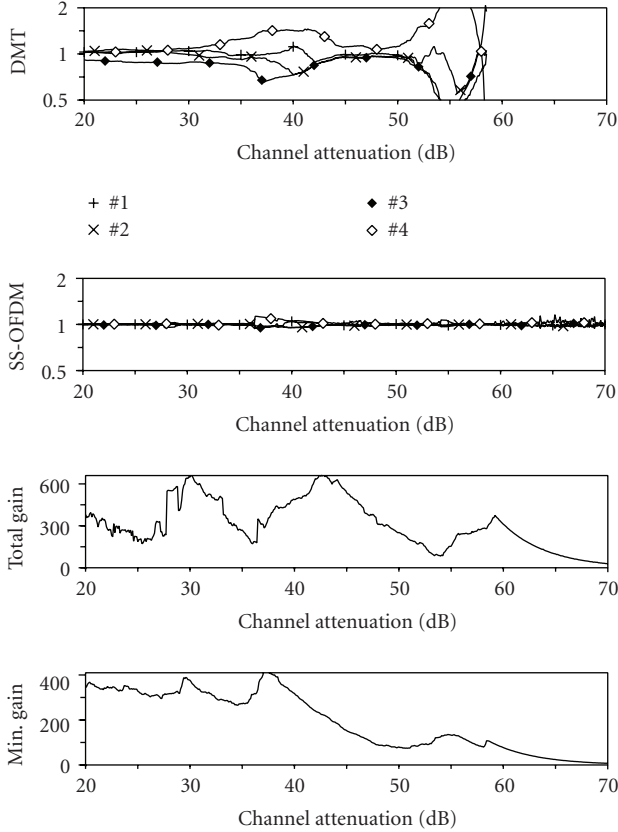 DMT
2
1
0.5
20 30 40 50 60 70
Channel attenuation (dB)
#1 #3
#2 #4
SS-OFDM
2
1
0.5
20 30 40 50 60 70
Channel attenuation (dB)
Total gain
600
300
0
20 30 40 50 60 70
Channel attenuation (dB)
Min. gain
400
200
0
20 30 40 50 60 70
Channel attenuation (dB)